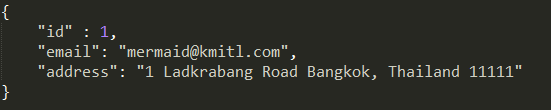 {
    "id" : 1,
    "email": "mermaid@kmitl.com",
    "address": "1 Ladkrabang Road Bangkok, Thailand 11111"
}